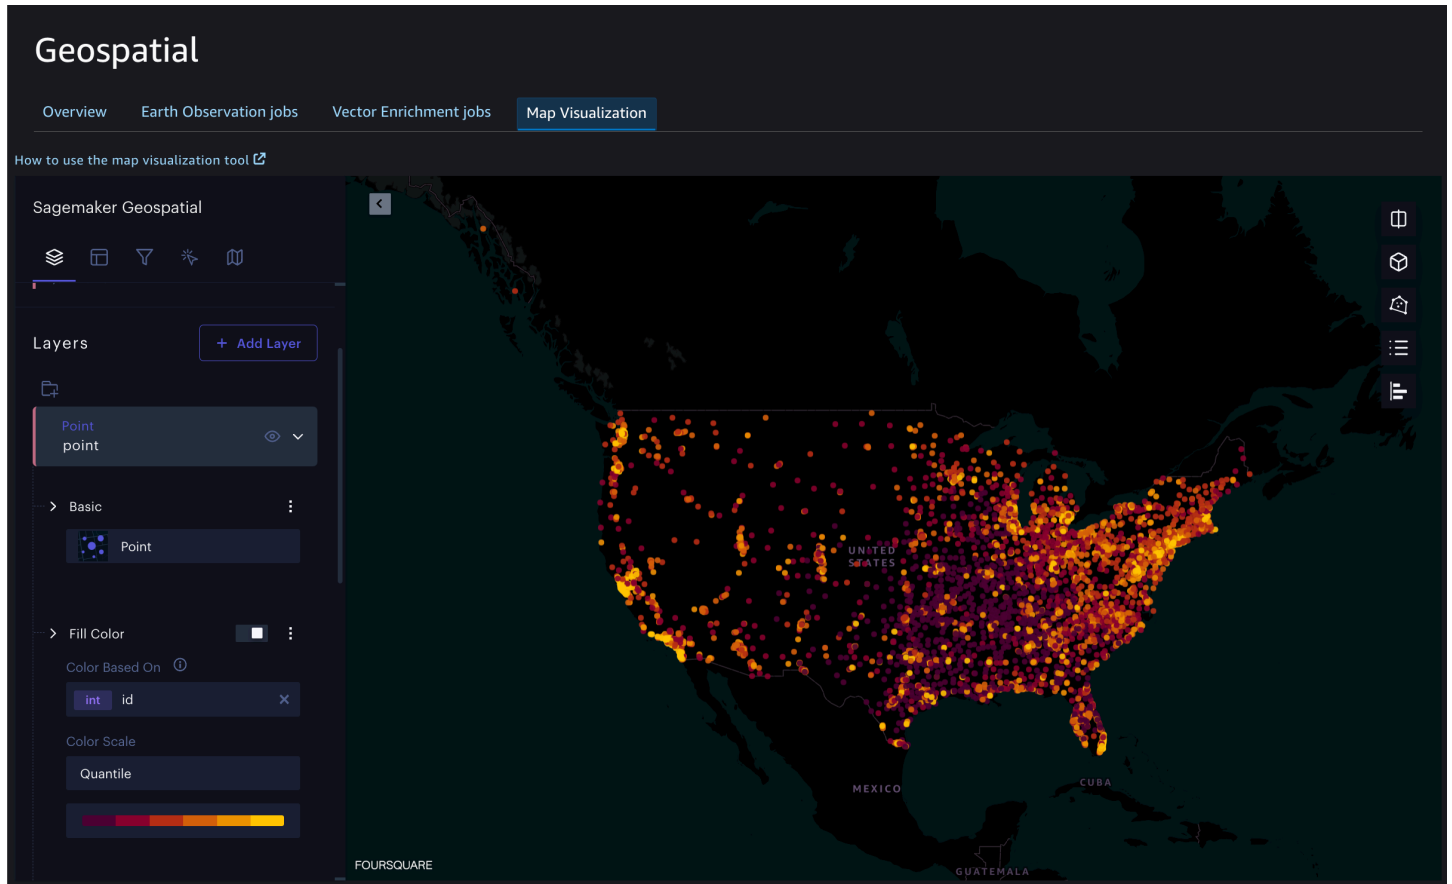 Geospatial
Overview
Earth Observation jobs
Vector Enrichment jobs
Map Visualization
How to use the map visualization tool
Sagemaker Geospatial
Layers
+ Add Layer
Point
point
Basic
Point
Fill Color
Color Based On
int id
Color Scale
Quantile
UNITED
STATES
MEXICO
CUBA
GUATEMALA
FOURSQUARE